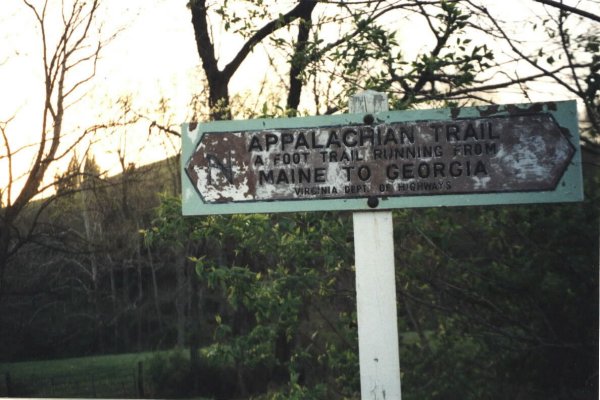 APPALACHIAN TRAIL
N A FOOT TRAIL RUNNING FROM
MAINE TO GEORGIA
VIRGINIA DEPT. OF HIGHWAYS